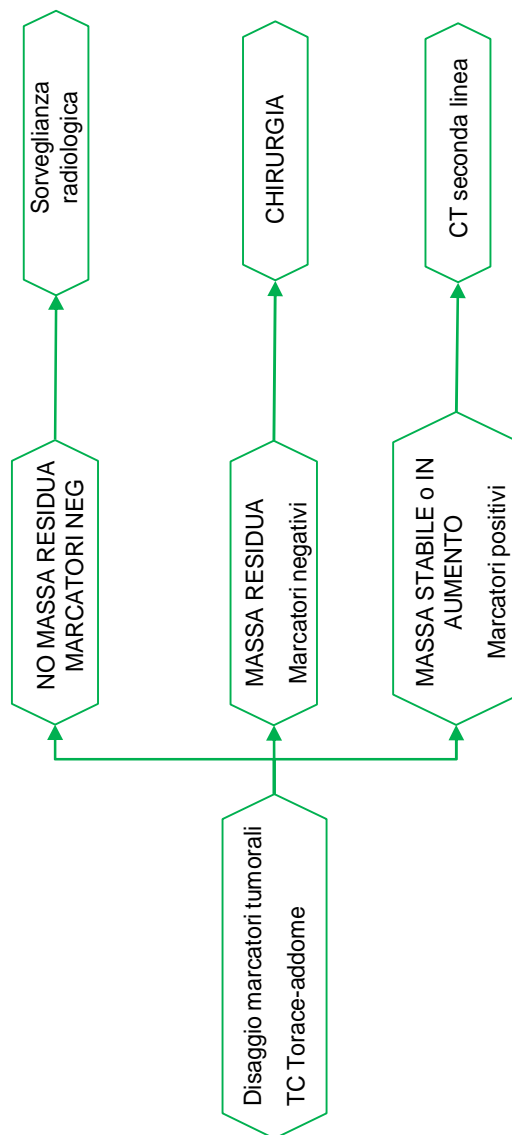 Disaggio marcatori tumorali
TC Torace-addome
NO MASSA RESIDUA
MARCATORI NEG
Sorveglianza
radiologica
MASSA RESIDUA
Marcatori negativi
CHIRURGIA
MASSA STABILE o IN
AUMENTO
Marcatori positivi
CT seconda linea